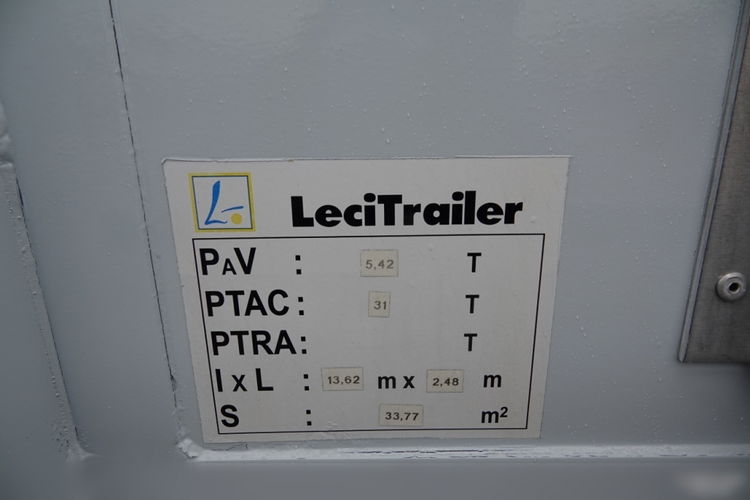 LeciTrailer
PAV : 5,42 T
PTAC : 31 T
PTRA : T
I x L : 13,62 m x 2,48 m
S : 33,77 m²